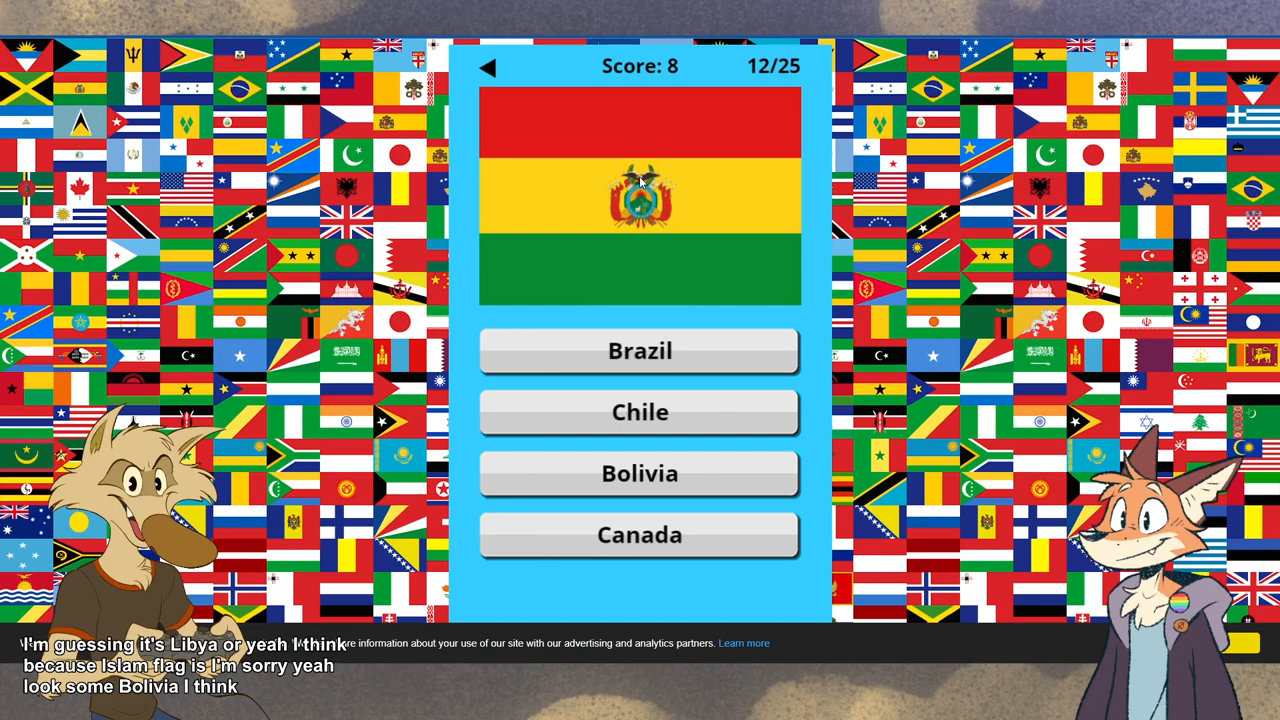 Score: 8
12/25
Brazil
Chile
Bolivia
Canada
re information about your use of our site with our advertising and analytics partners. Learn more
I'm guessing it's Libya or yeah I think
because Islam flag is I'm sorry yeah
look some Bolivia I think